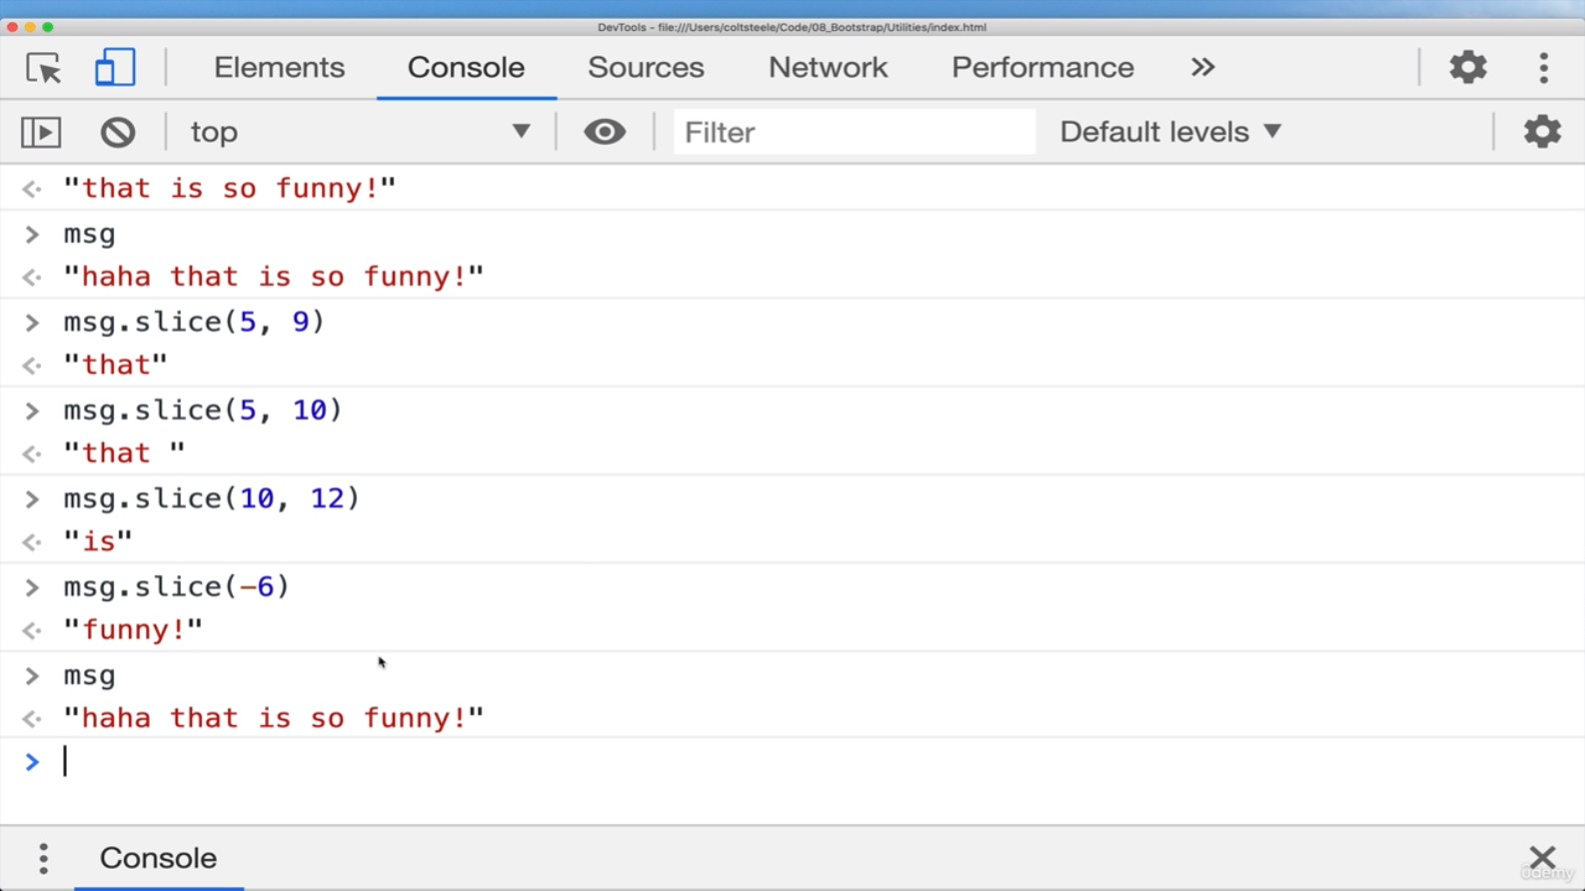 DevTools - file:///Users/coltsteele/Code/08_Bootstrap/Utilities/index.html
Elements Console Sources Network Performance »
top ▼ Filter Default levels ▼
<· "that is so funny!"
> msg
<· "haha that is so funny!"
> msg.slice(5, 9)
<· "that"
> msg.slice(5, 10)
<· "that "
> msg.slice(10, 12)
<· "is"
> msg.slice(-6)
<· "funny!"
> msg
<· "haha that is so funny!"
>
Console
udemy